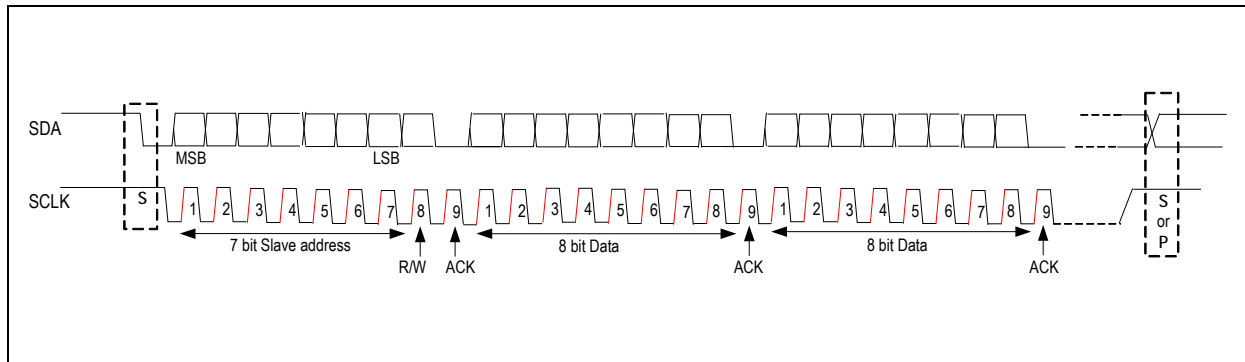 SDA
MSB LSB
SCLK S 1 2 3 4 5 6 7 8 9 1 2 3 4 5 6 7 8 9 1 2 3 4 5 6 7 8 9 S or P
7 bit Slave address 8 bit Data 8 bit Data
R/W ACK ACK ACK